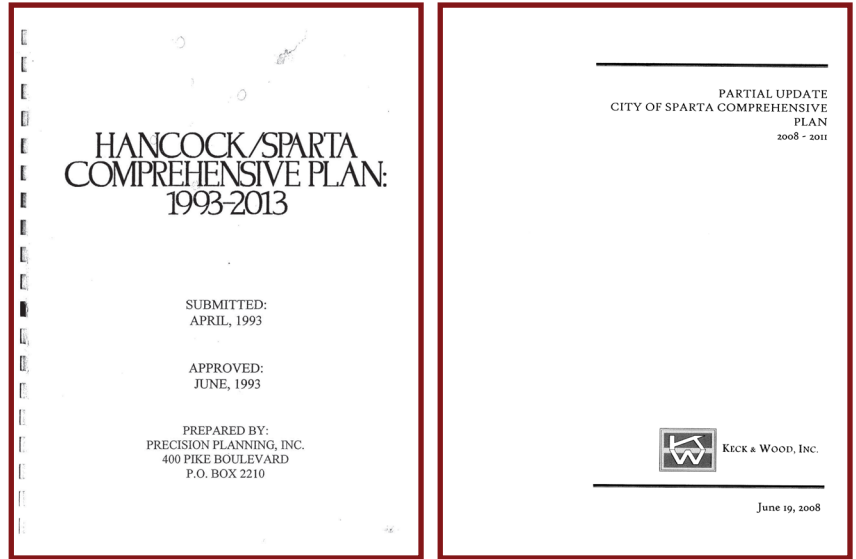 HANCOCK/SPARTA
COMPREHENSIVE PLAN:
1993-2013
SUBMITTED:
APRIL, 1993
APPROVED:
JUNE, 1993
PREPARED BY:
PRECISION PLANNING, INC.
400 PIKE BOULEVARD
P.O. BOX 2210
PARTIAL UPDATE
CITY OF SPARTA COMPREHENSIVE
PLAN
2008 - 2011
KW
KECK & WOOD, INC.
June 19, 2008